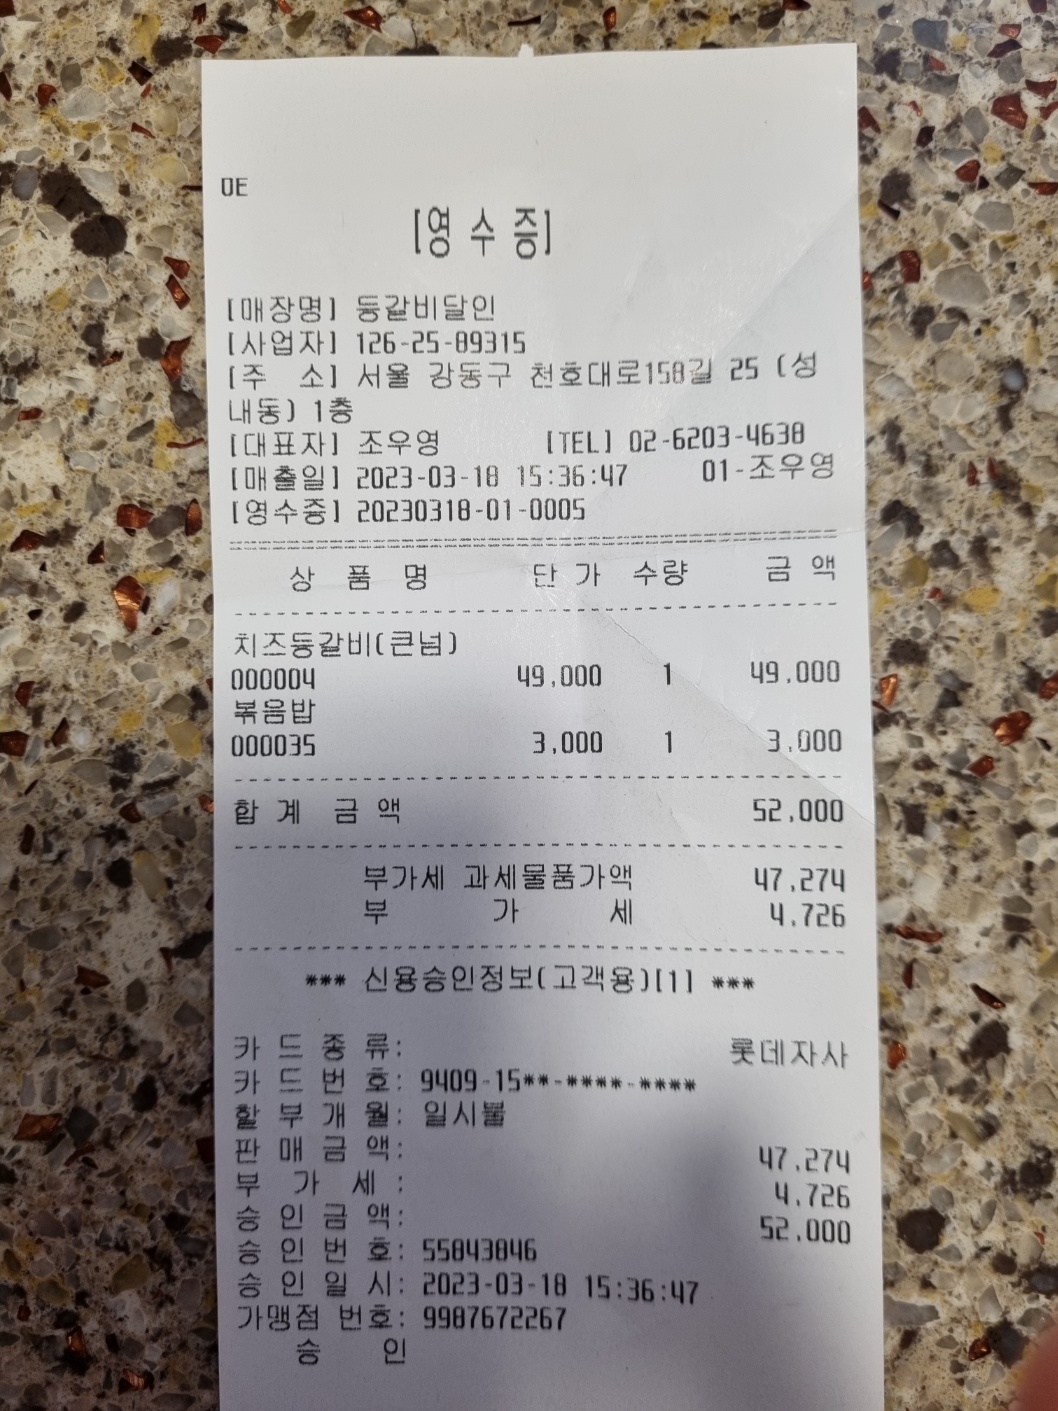 OE
[영 수 증]
[매장명] 등갈비달인
[사업자] 126-25-89315
[주 소] 서울 강동구 천호대로158길 25 (성
내동) 1층
[대표자] 조우영 [TEL] 02-6203-4638
[매출일] 2023-03-18 15:36:47 01-조우영
[영수증] 20230318-01-0005
상 품 명 단 가 수량 금 액
치즈등갈비(큰넘)
000004 49,000 1 49,000
볶음밥
000035 3,000 1 3,000
합 계 금 액 52,000
부가세 과세물품가액 47,274
부 가 세 4,726
*** 신용승인정보(고객용)[1] ***
카 드 종 류: 롯데자사
카 드 번 호: 9409-15**-****-****
할 부 개 월: 일시불
판 매 금 액: 47,274
부 가 세 : 4,726
승 인 금 액: 52,000
승 인 번 호: 55843846
승 인 일 시: 2023-03-18 15:36:47
가맹점 번호: 9987672267
승 인